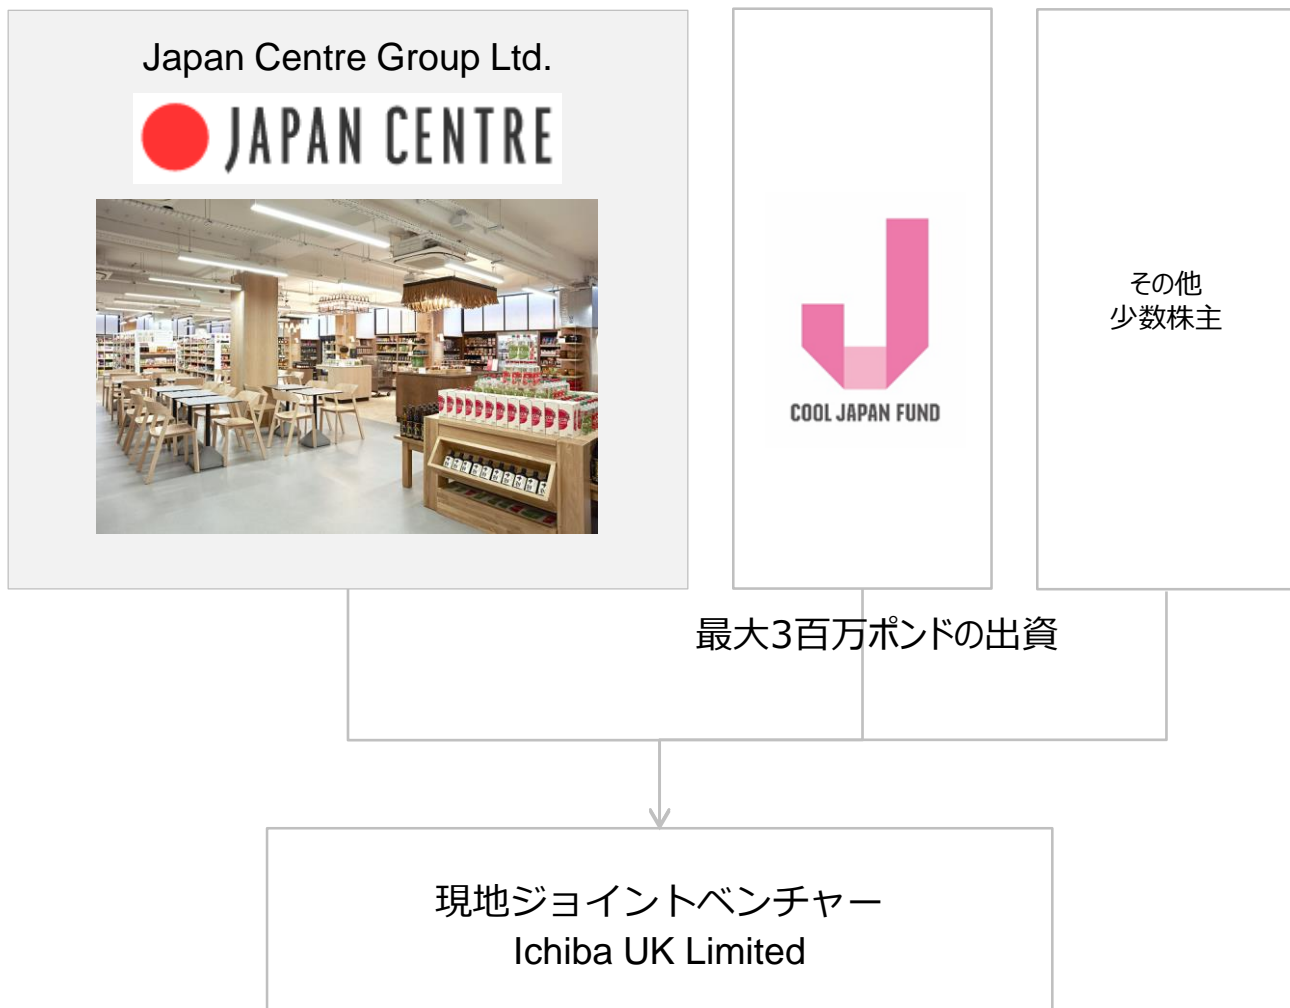 Japan Centre Group Ltd.
JAPAN CENTRE
COOL JAPAN FUND
その他
少数株主
最大3百万ポンドの出資
現地ジョイントベンチャー
Ichiba UK Limited